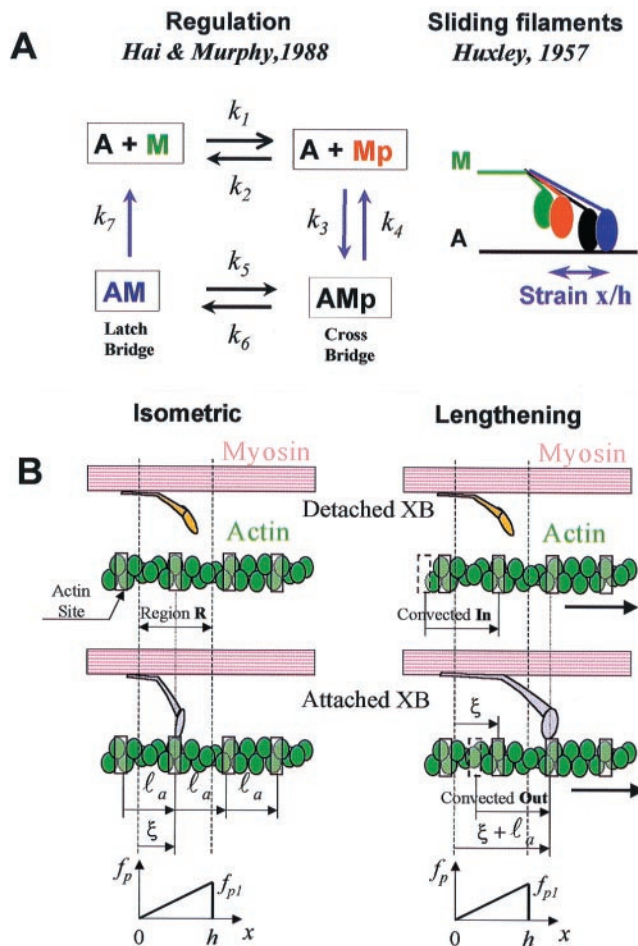 Regulation
Hai & Murphy,1988
Sliding filaments
Huxley, 1957
A
A + M
k1
k2
A + Mp
k7
k3
k4
AM
k5
k6
AMp
Latch
Bridge
Cross
Bridge
M
A
Strain x/h
B
Isometric
Lengthening
Myosin
Myosin
Detached XB
Actin
Actin
Actin
Site
Region R
Convected In
Myosin
Myosin
Attached XB
ξ
ℓa
ℓa
ℓa
Convected Out
ξ
ξ + ℓa
fp
fp1
0
h
x
fp
fp1
0
h
x